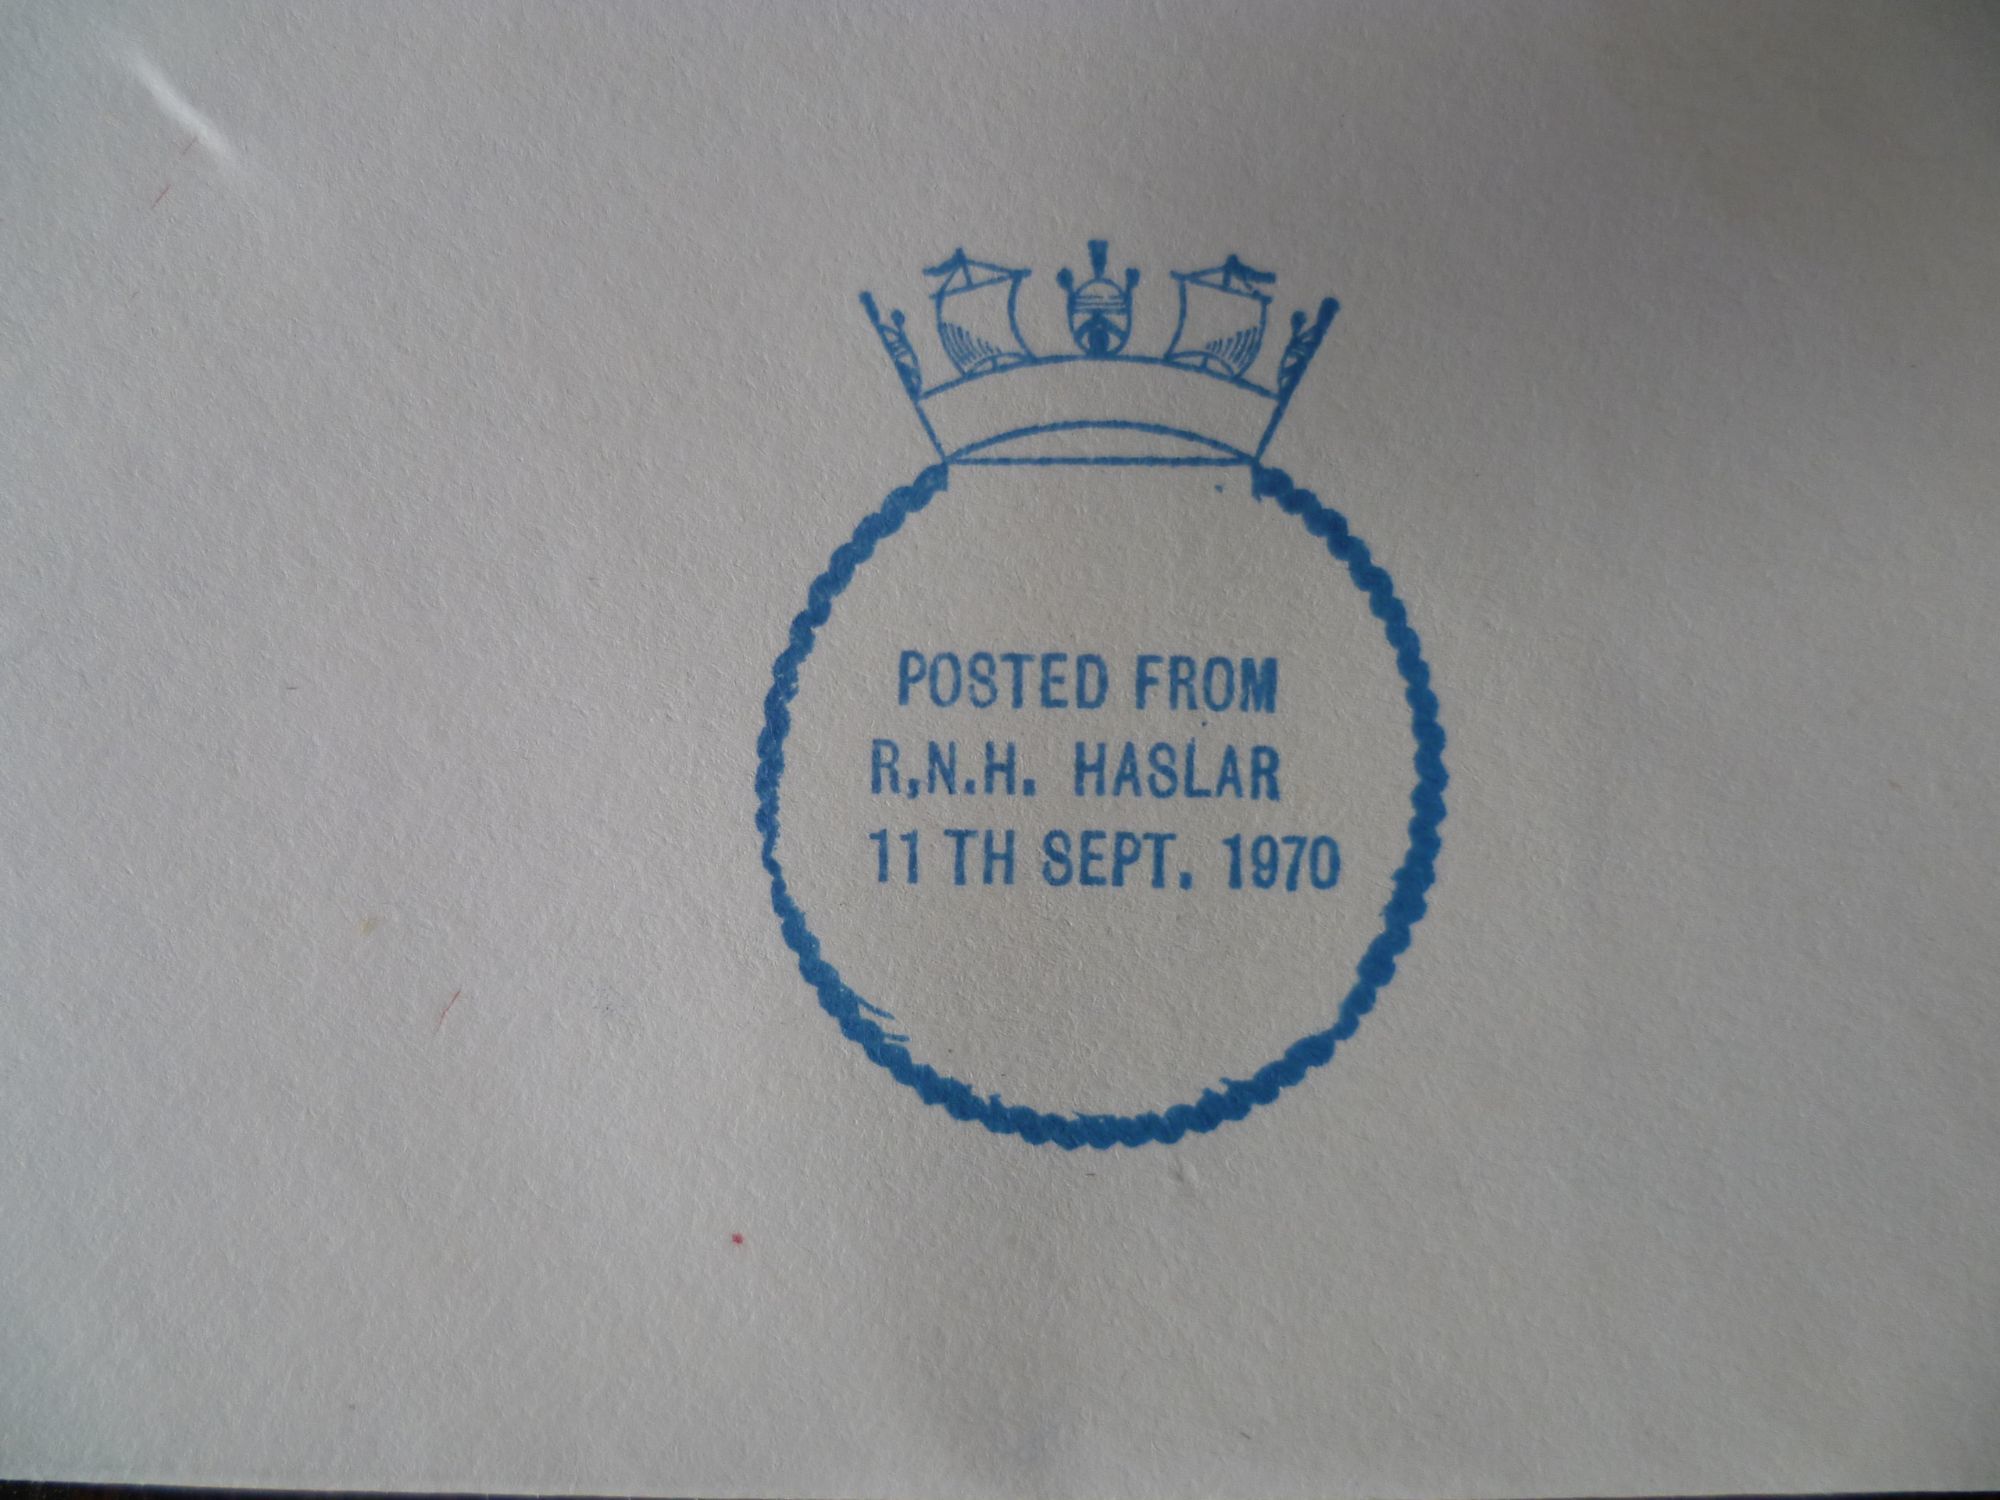 POSTED FROM
R,N.H. HASLAR
11 TH SEPT. 1970